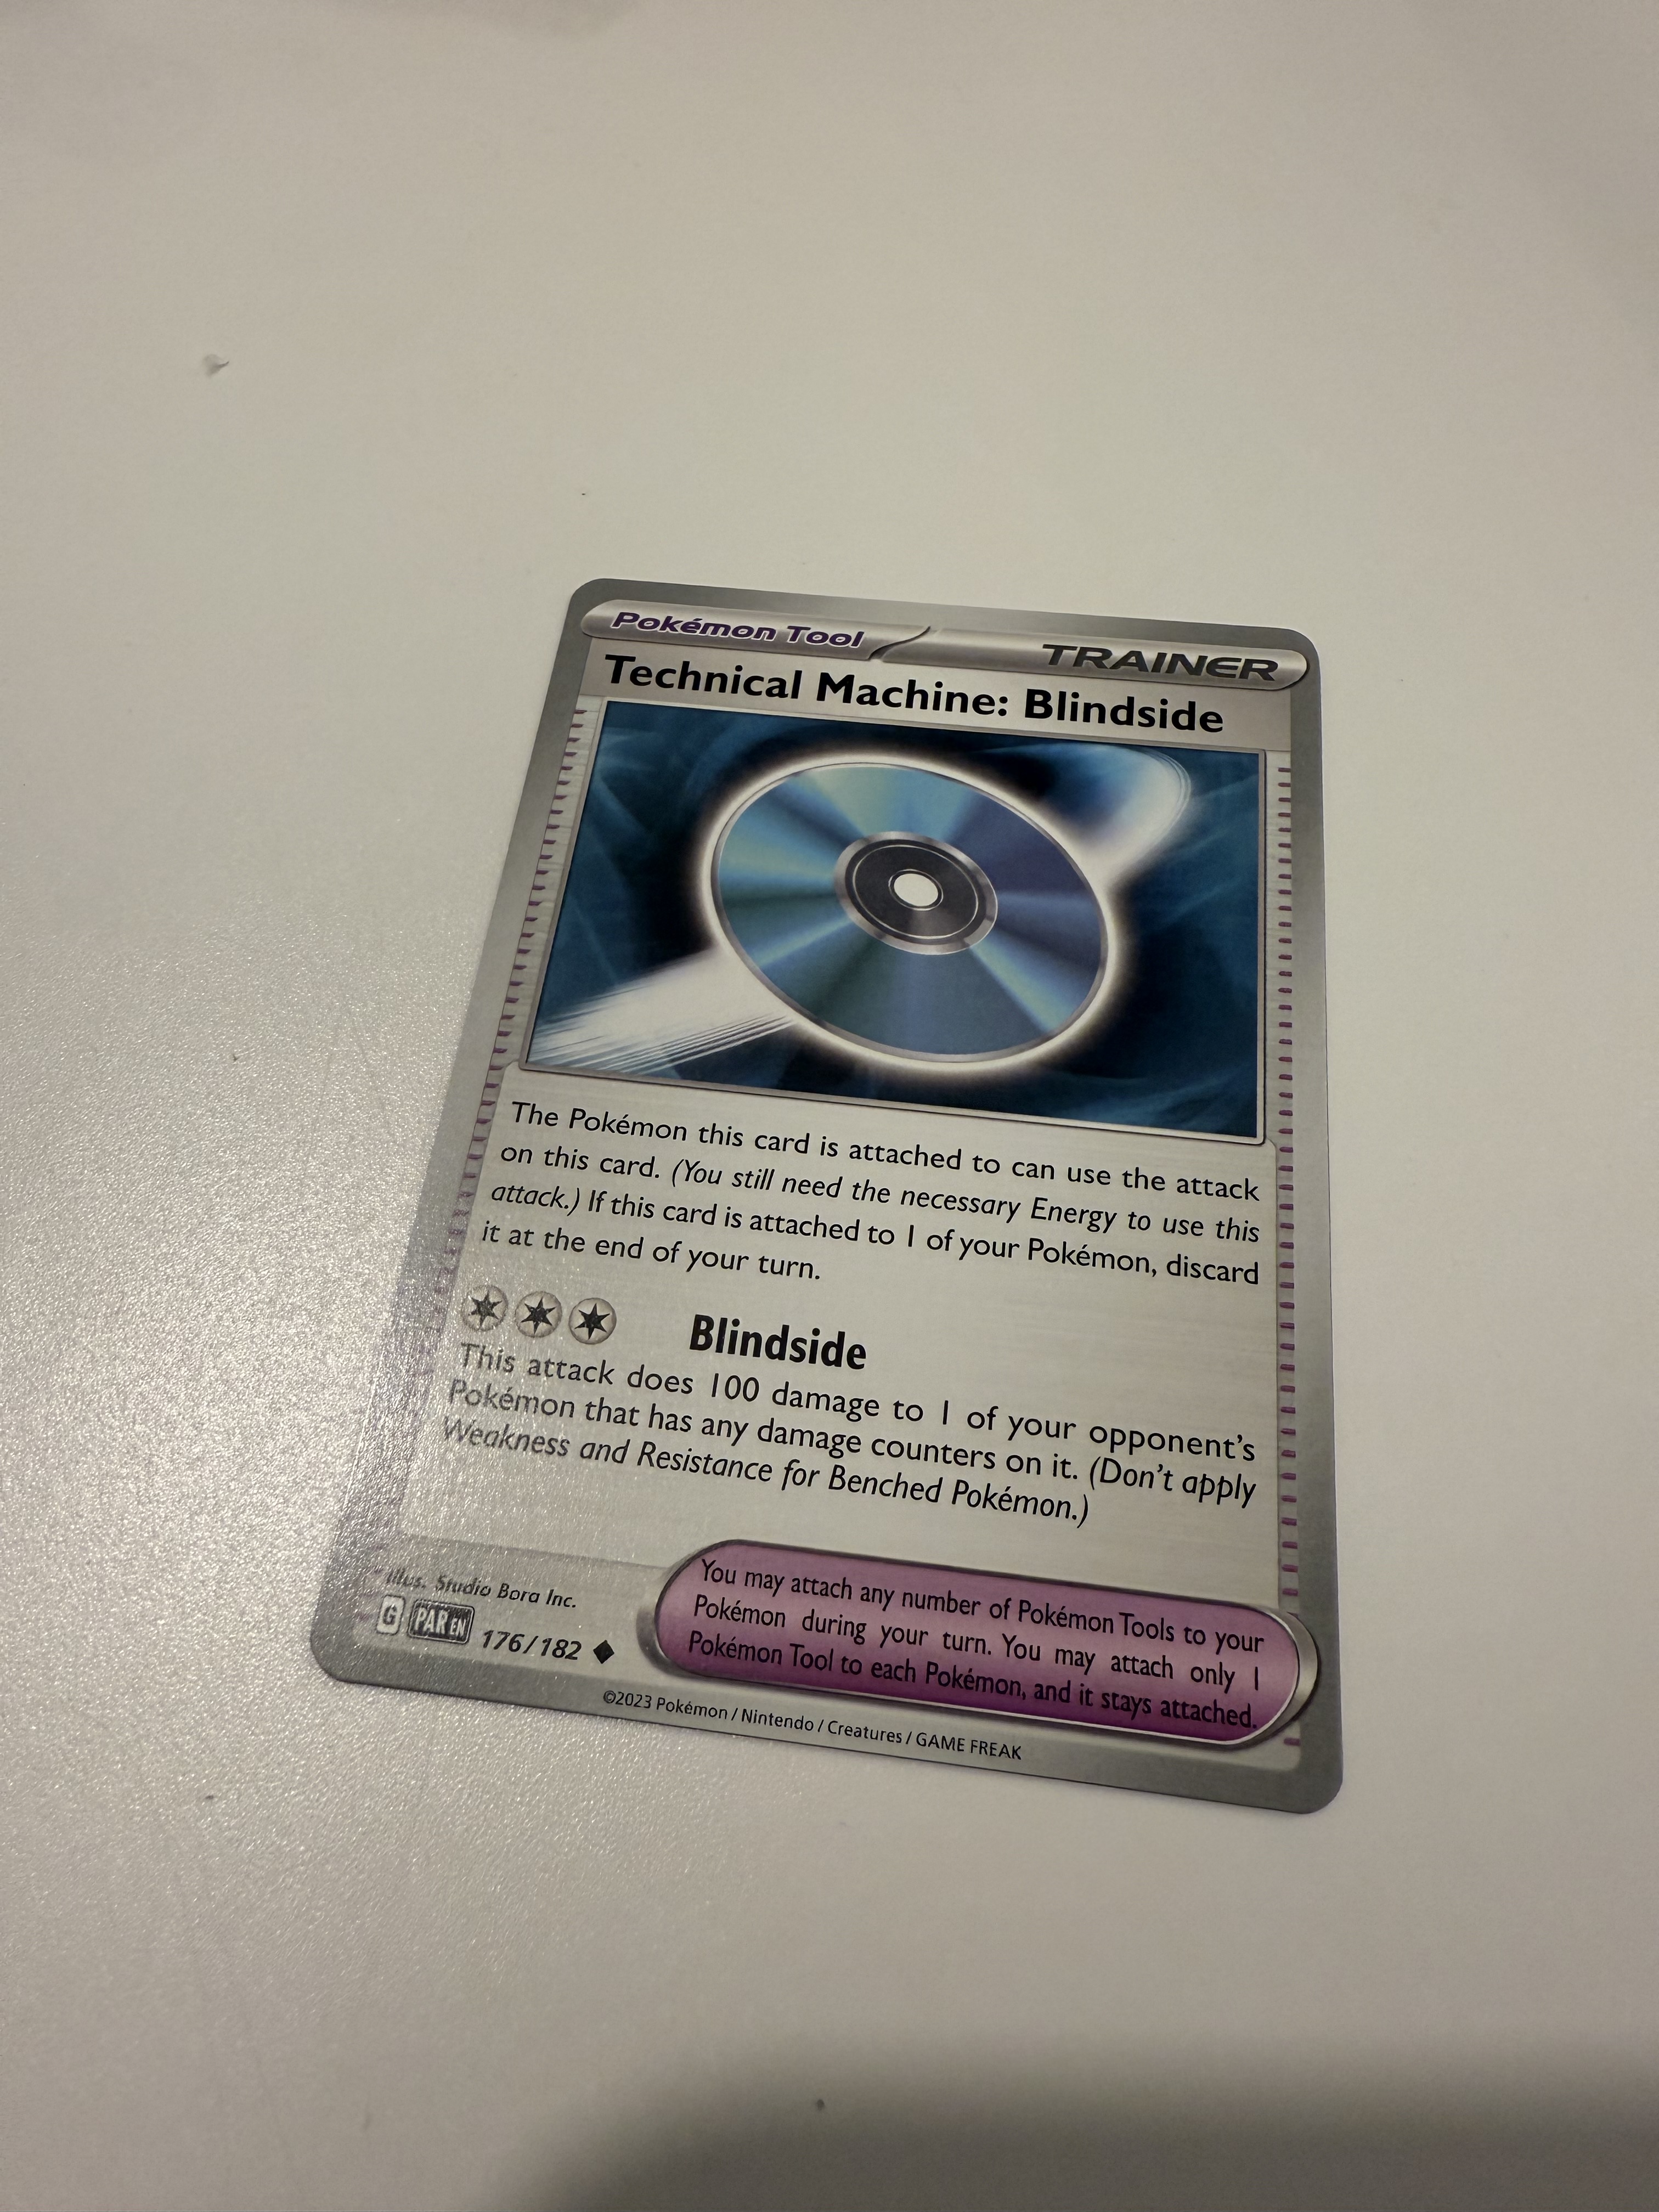 Pokémon Tool
TRAINER
Technical Machine: Blindside
The Pokémon this card is attached to can use the attack
on this card. (You still need the necessary Energy to use this
attack.) If this card is attached to 1 of your Pokémon, discard
it at the end of your turn.
Blindside
This attack does 100 damage to 1 of your opponent's
Pokémon that has any damage counters on it. (Don't apply
Weakness and Resistance for Benched Pokémon.)
Illus. Studio Bora Inc.
G PAR EN 176/182
You may attach any number of Pokémon Tools to your
Pokémon during your turn. You may attach only 1
Pokémon Tool to each Pokémon, and it stays attached.
©2023 Pokémon / Nintendo / Creatures / GAME FREAK